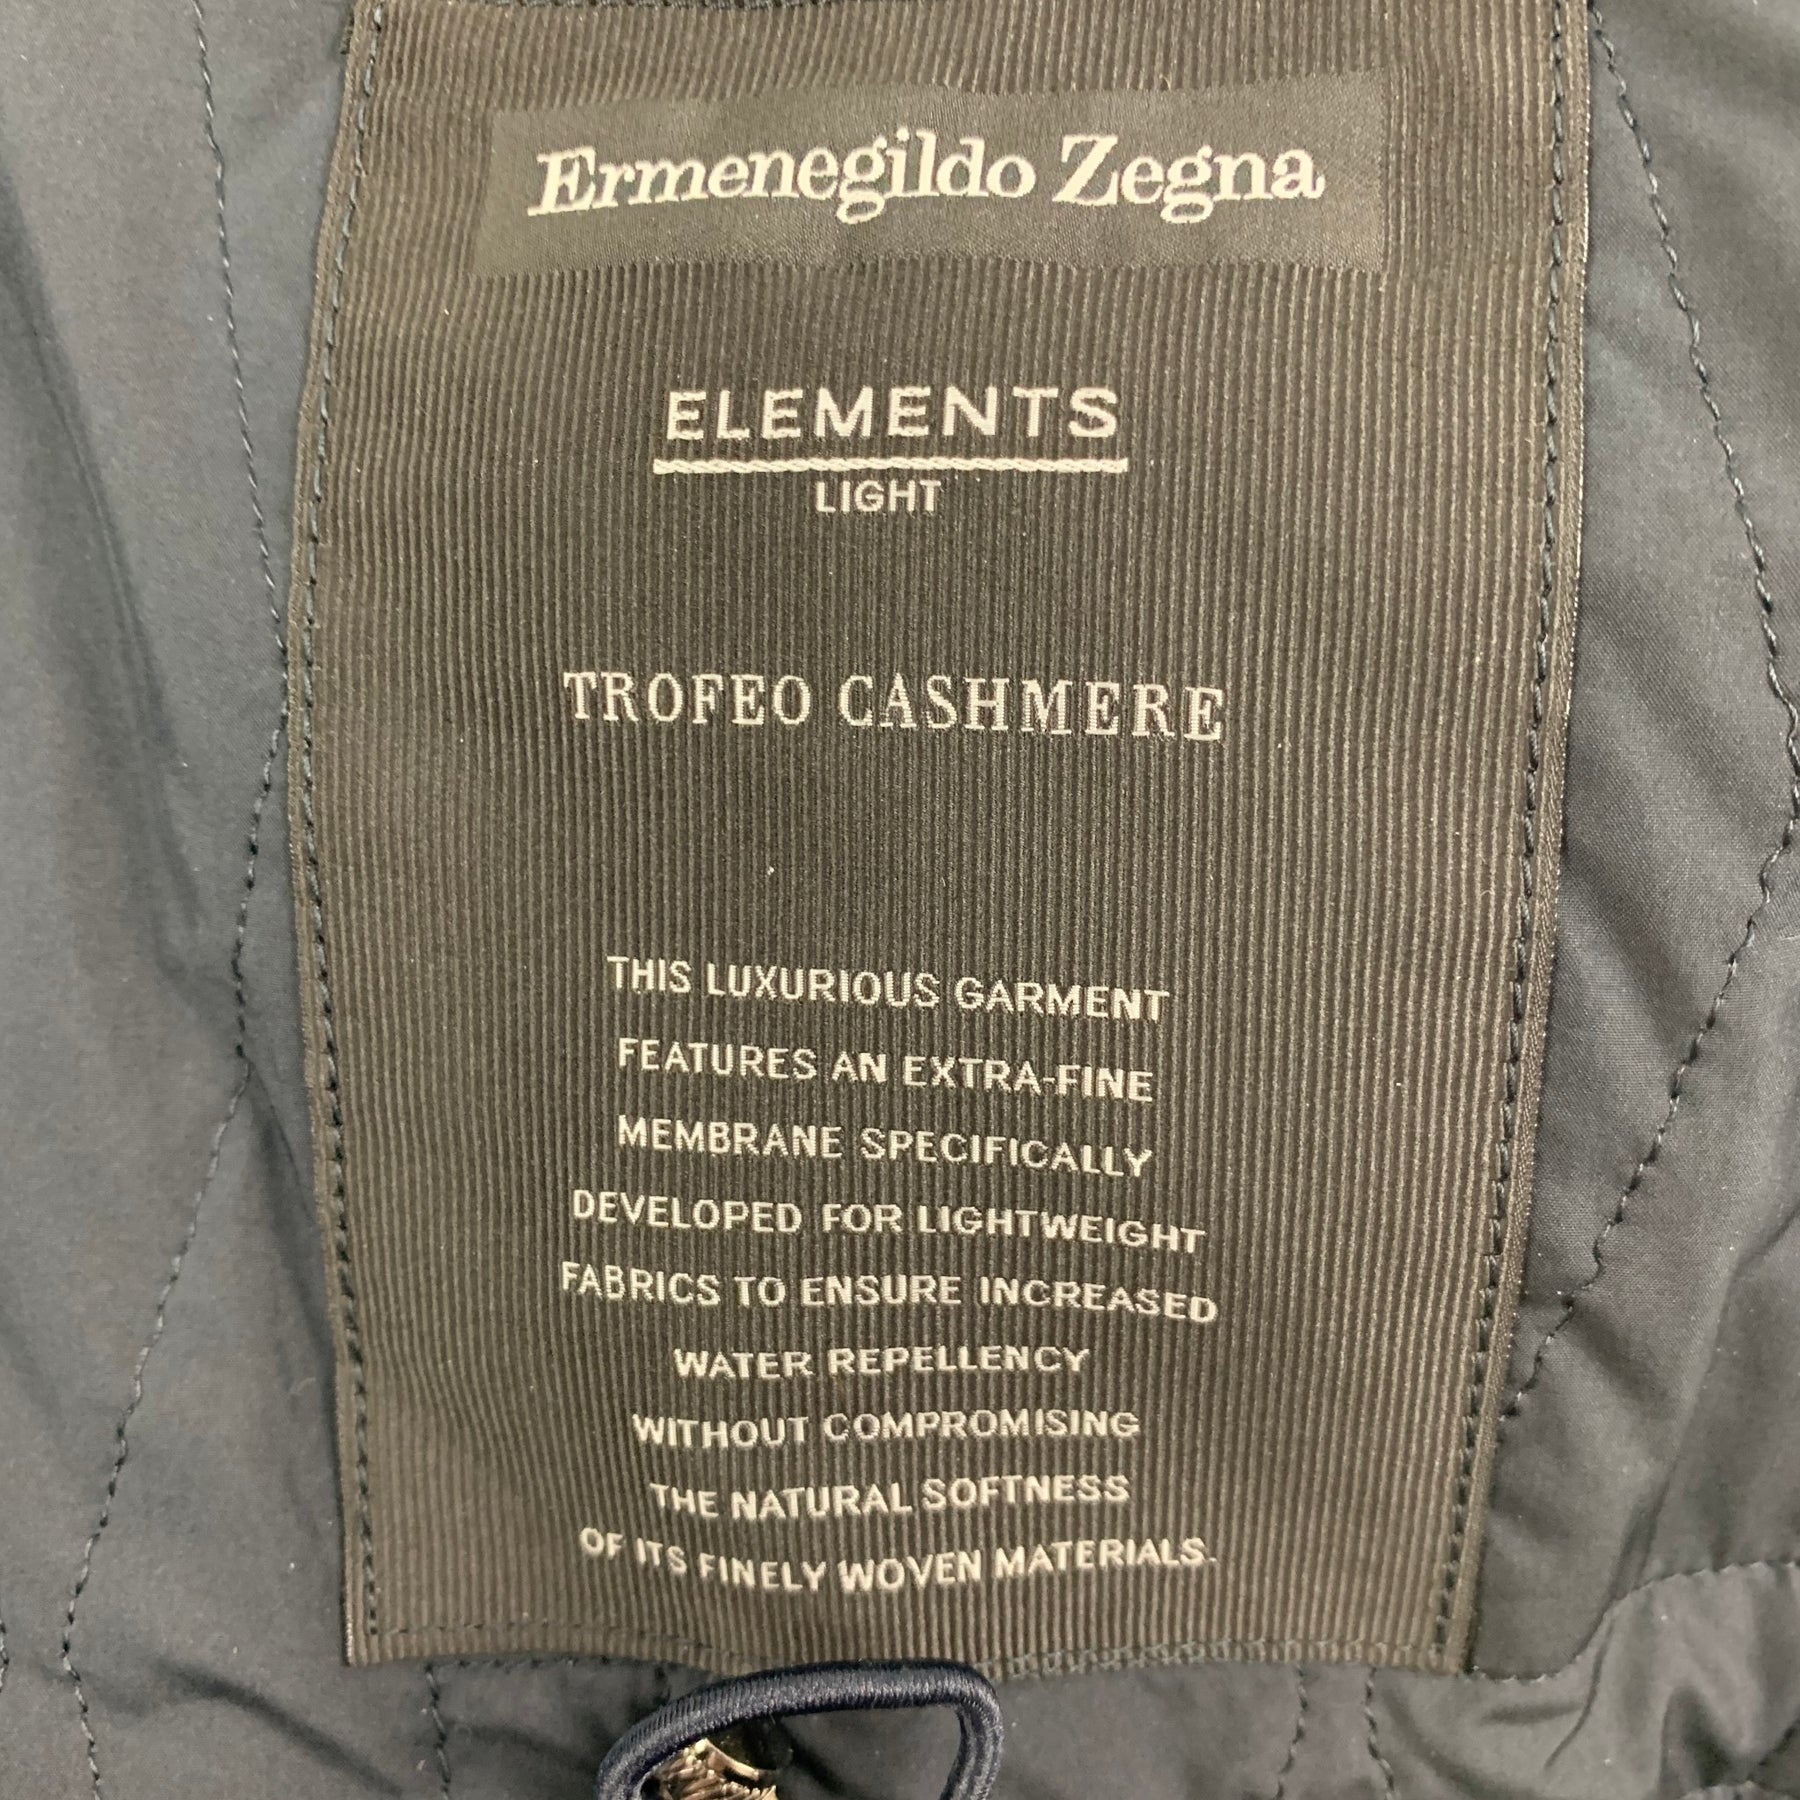 Ermenegildo Zegna
ELEMENTS
LIGHT
TROFEO CASHMERE
THIS LUXURIOUS GARMENT
FEATURES AN EXTRA-FINE
MEMBRANE SPECIFICALLY
DEVELOPED FOR LIGHTWEIGHT
FABRICS TO ENSURE INCREASED
WATER REPELLENCY
WITHOUT COMPROMISING
THE NATURAL SOFTNESS
OF ITS FINELY WOVEN MATERIALS.